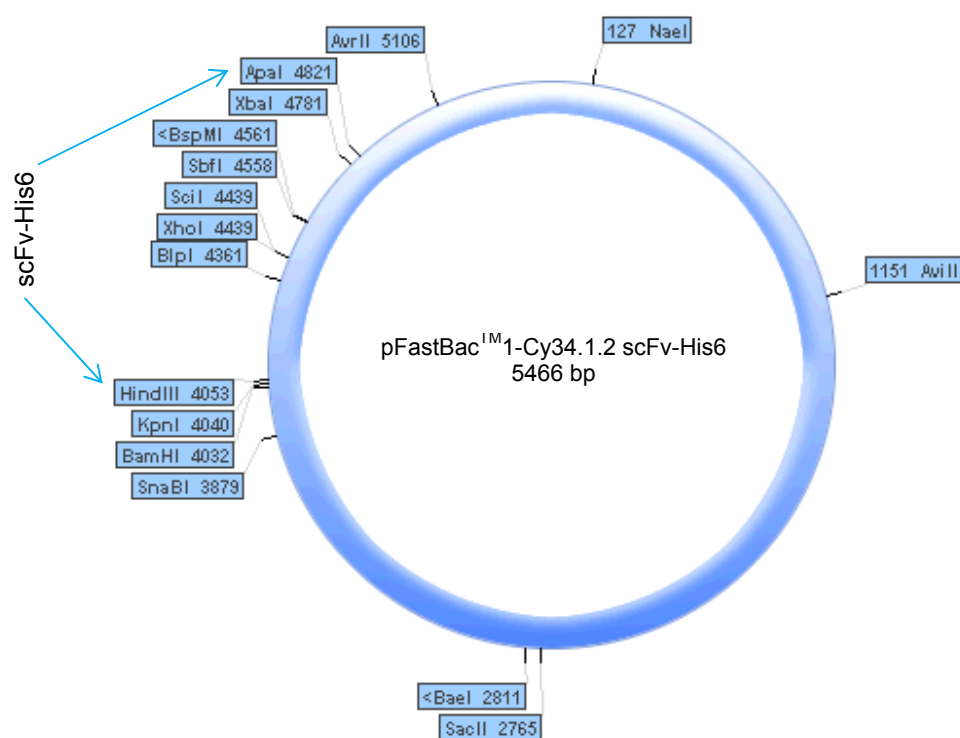 127 NaeI
AvrII 5106
ApaI 4821
XbaI 4781
<BspMI 4561
SbfI 4558
SciI 4439
XhoI 4439
BlpI 4361
scFv-His6
1151 AviII
pFastBac™1-Cy34.1.2 scFv-His6
5466 bp
HindIII 4053
KpnI 4040
BamHI 4032
SnaBI 3879
<BaeI 2811
SacII 2765